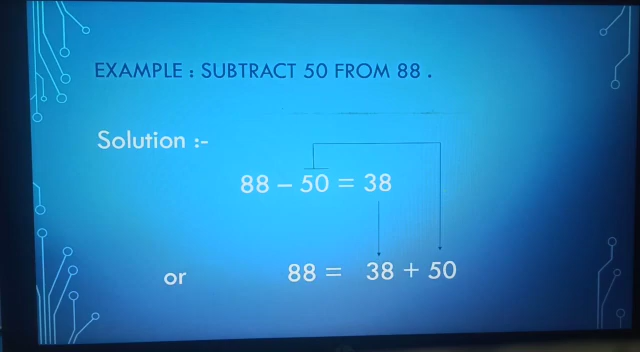 EXAMPLE : SUBTRACT 50 FROM 88 .
Solution :-
88 – 50 = 38
or 88 = 38 + 50